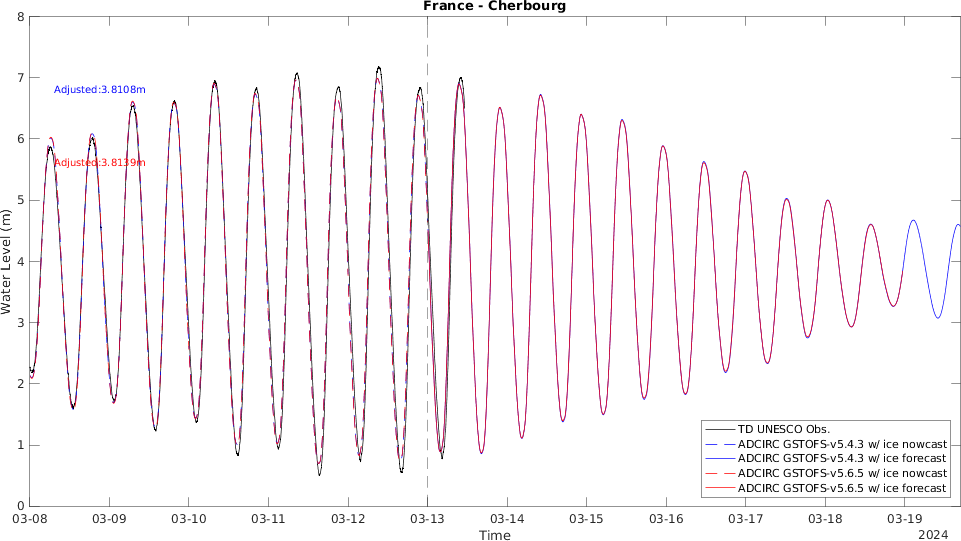 France - Cherbourg
8
7
6
5
4
3
2
1
0
Water Level (m)
Adjusted:3.8108m
Adjusted:3.8139m
TD UNESCO Obs.
ADCIRC GSTOFS-v5.4.3 w/ ice nowcast
ADCIRC GSTOFS-v5.4.3 w/ ice forecast
ADCIRC GSTOFS-v5.6.5 w/ ice nowcast
ADCIRC GSTOFS-v5.6.5 w/ ice forecast
03-08 03-09 03-10 03-11 03-12 03-13 03-14 03-15 03-16 03-17 03-18 03-19
Time
2024